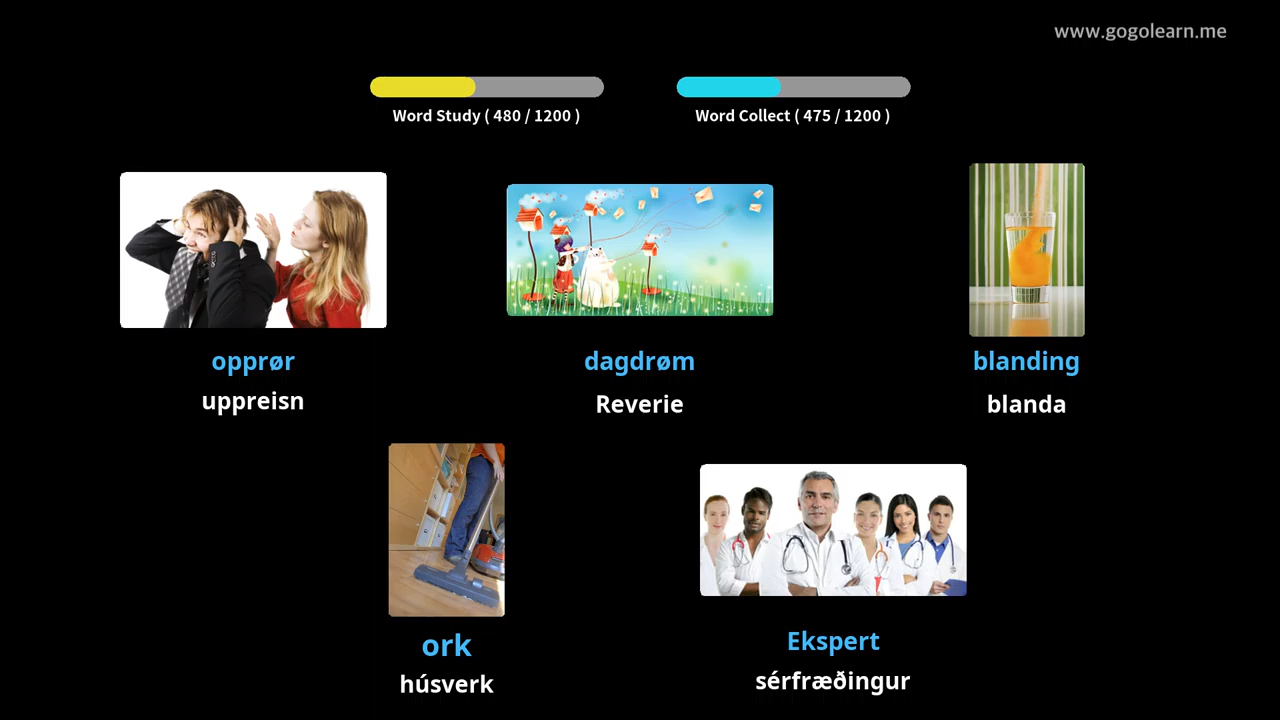 www.gogolearn.me
Word Study ( 480 / 1200 )
Word Collect ( 475 / 1200 )
opprør
uppreisn
dagdrøm
Reverie
blanding
blanda
ork
húsverk
Ekspert
sérfræðingur